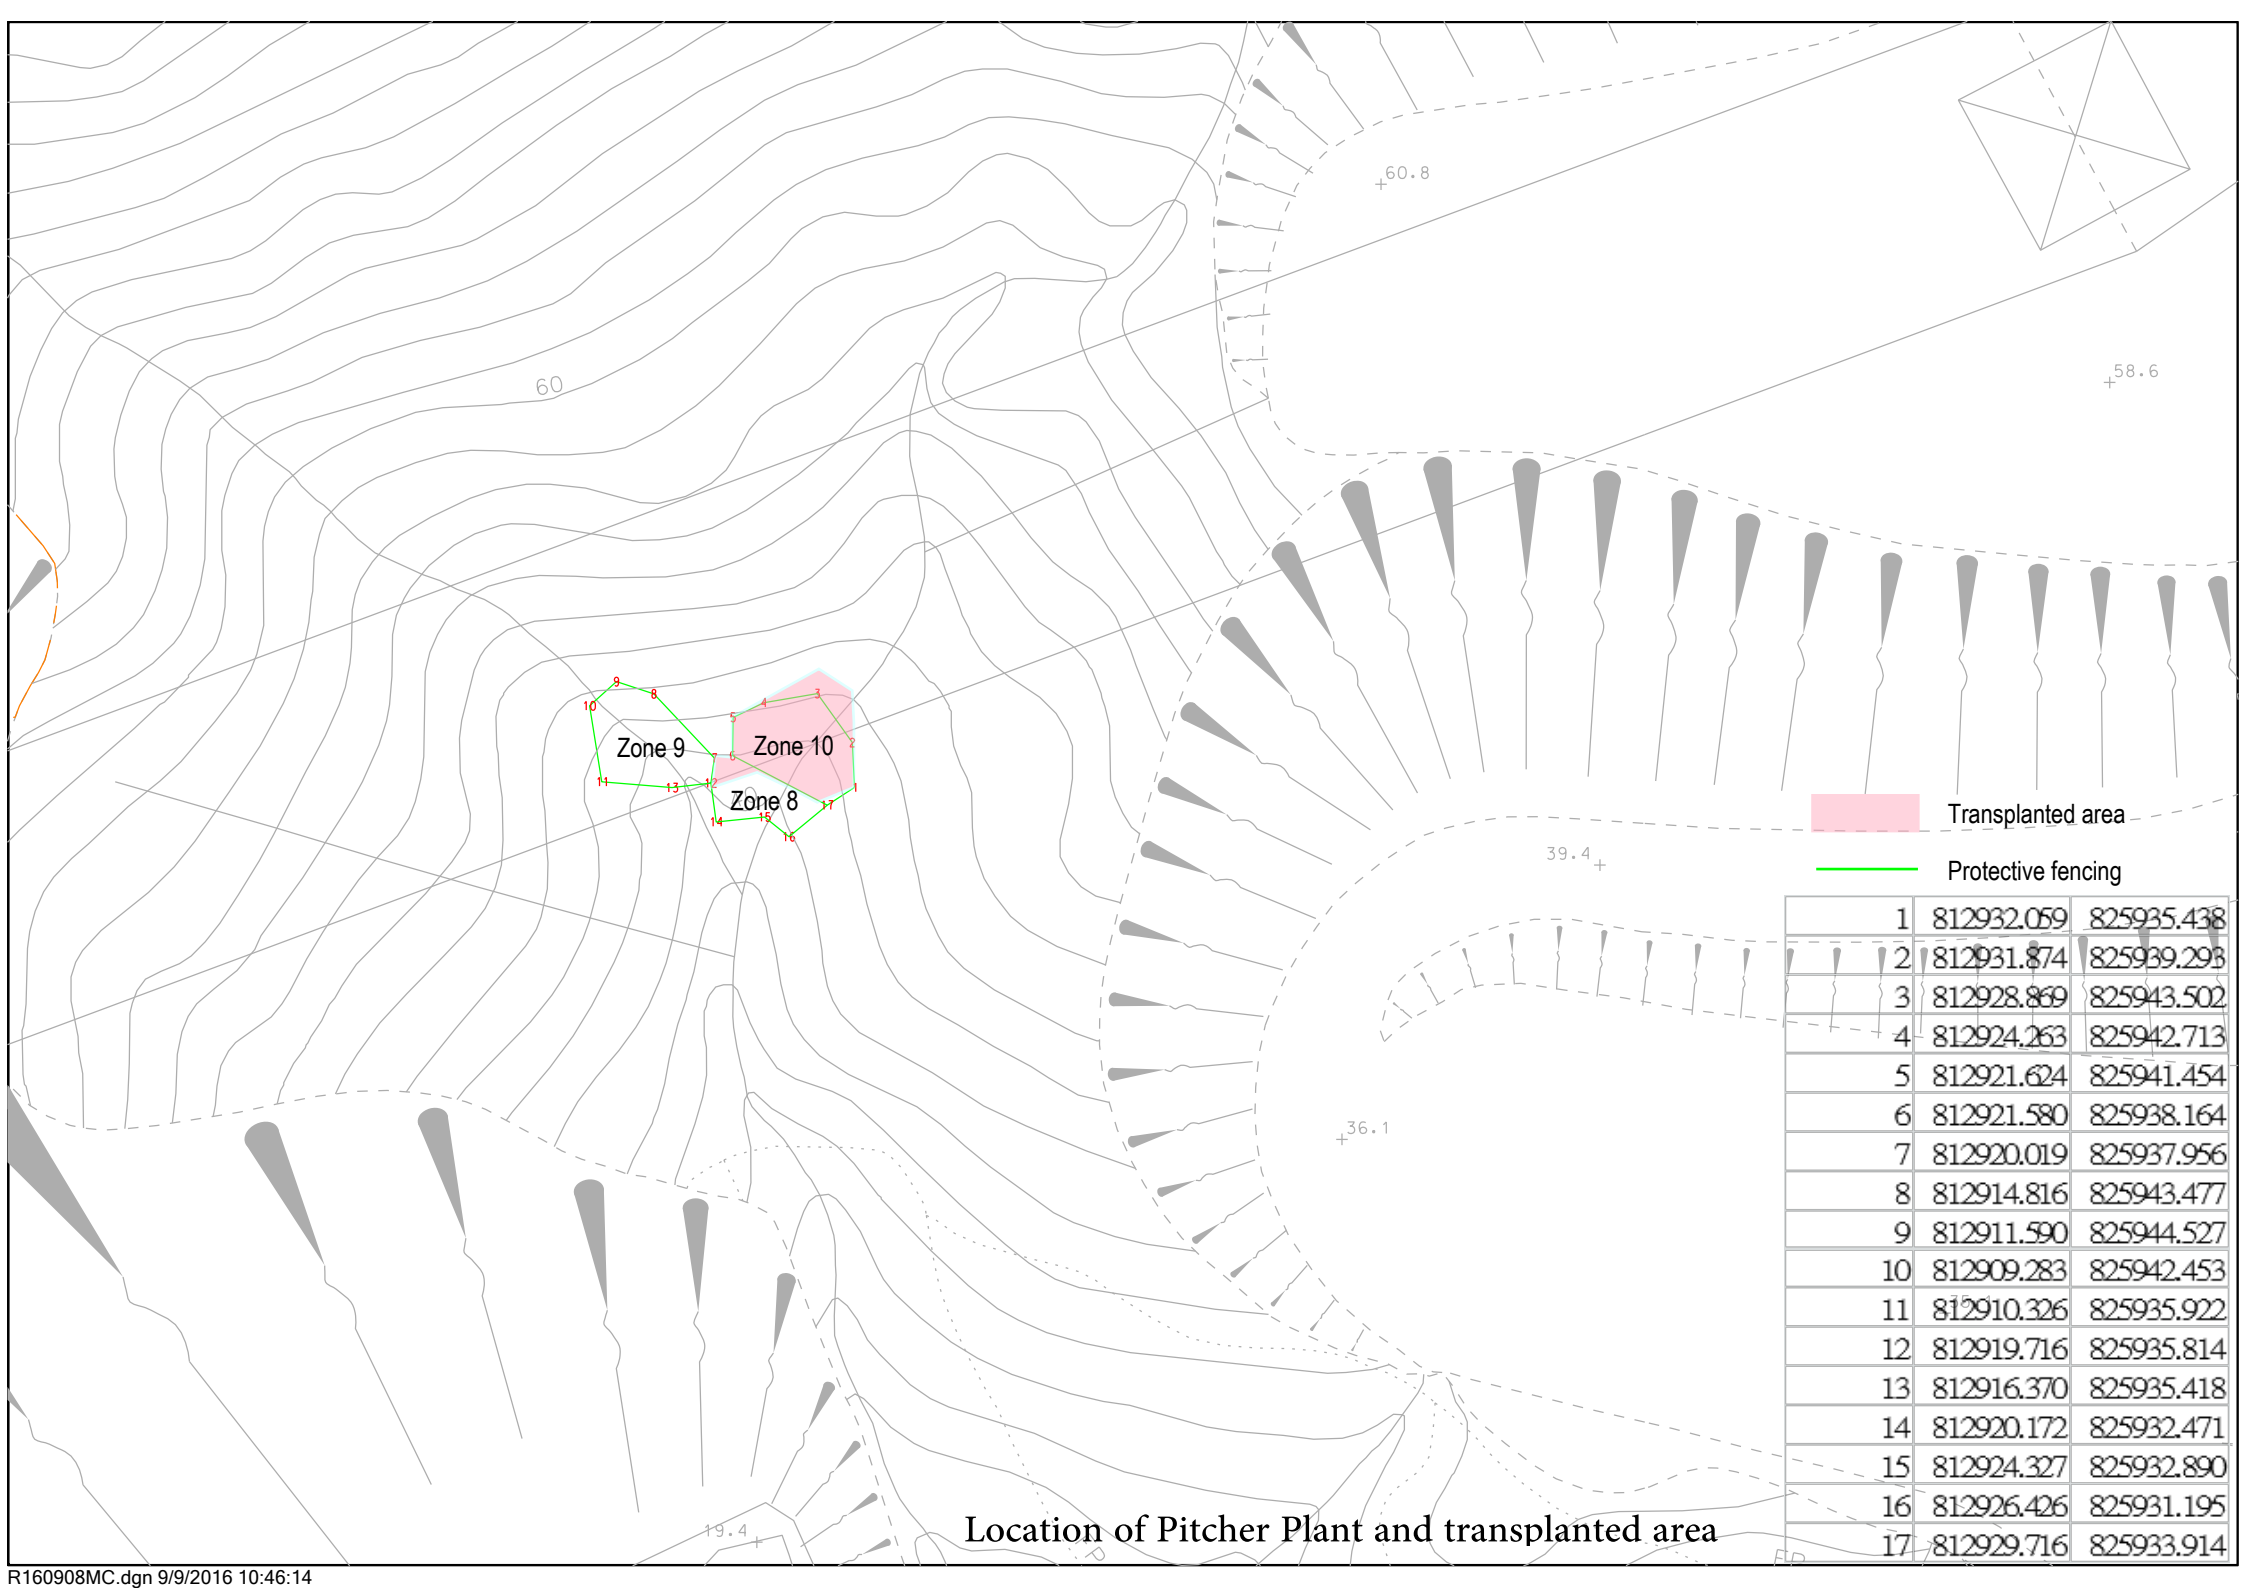 60.8
58.6
60
9
8
10
3
4
5
2
Zone 9
Zone 10
7
6
11
13
12
1
Zone 8
17
15
14
16
Transplanted area
39.4
Protective fencing
1 812932.059 825935.438
2 812931.874 825939.293
3 812928.869 825943.502
4 812924.263 825942.713
5 812921.624 825941.454
6 812921.580 825938.164
36.1
7 812920.019 825937.956
8 812914.816 825943.477
9 812911.590 825944.527
10 812909.283 825942.453
11 812910.326 825935.922
12 812919.716 825935.814
13 812916.370 825935.418
14 812920.172 825932.471
15 812924.327 825932.890
16 812926.426 825931.195
17 812929.716 825933.914
19.4
Location of Pitcher Plant and transplanted area
R160908MC.dgn 9/9/2016 10:46:14